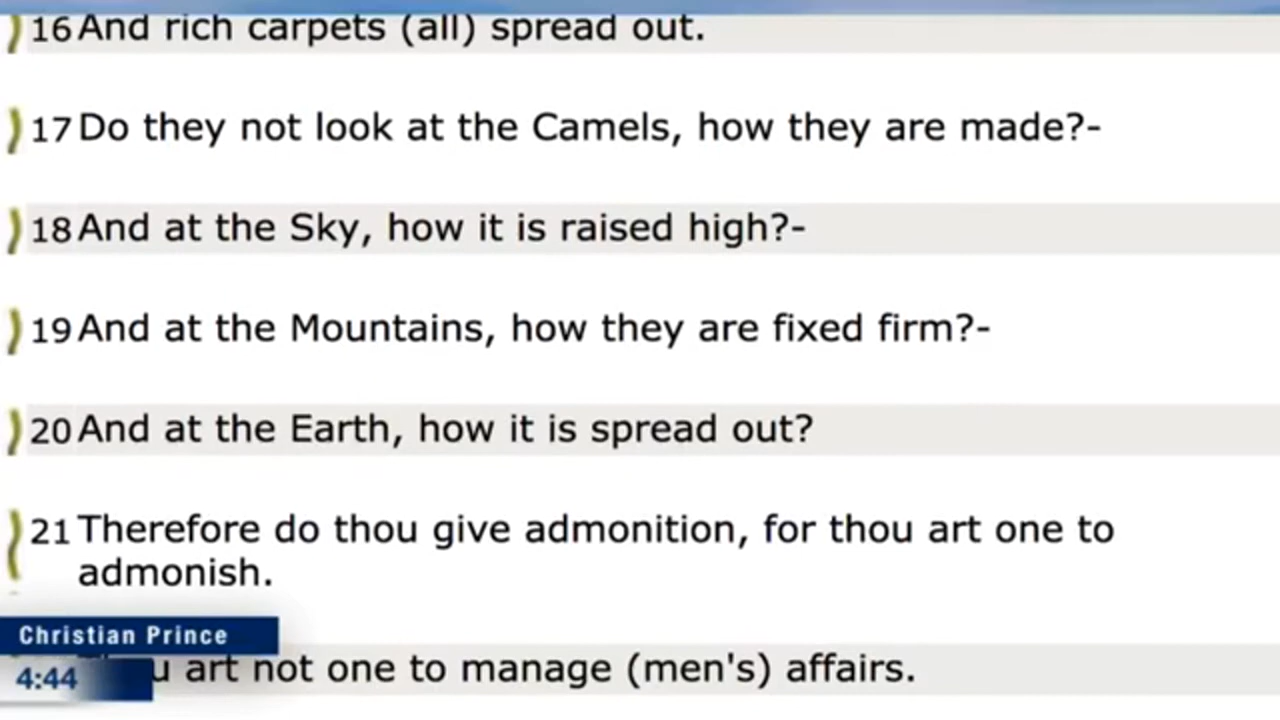 16 And rich carpets (all) spread out.
17 Do they not look at the Camels, how they are made?-
18 And at the Sky, how it is raised high?-
19 And at the Mountains, how they are fixed firm?-
20 And at the Earth, how it is spread out?
21 Therefore do thou give admonition, for thou art one to
admonish.
Christian Prince
art not one to manage (men's) affairs.
4:44